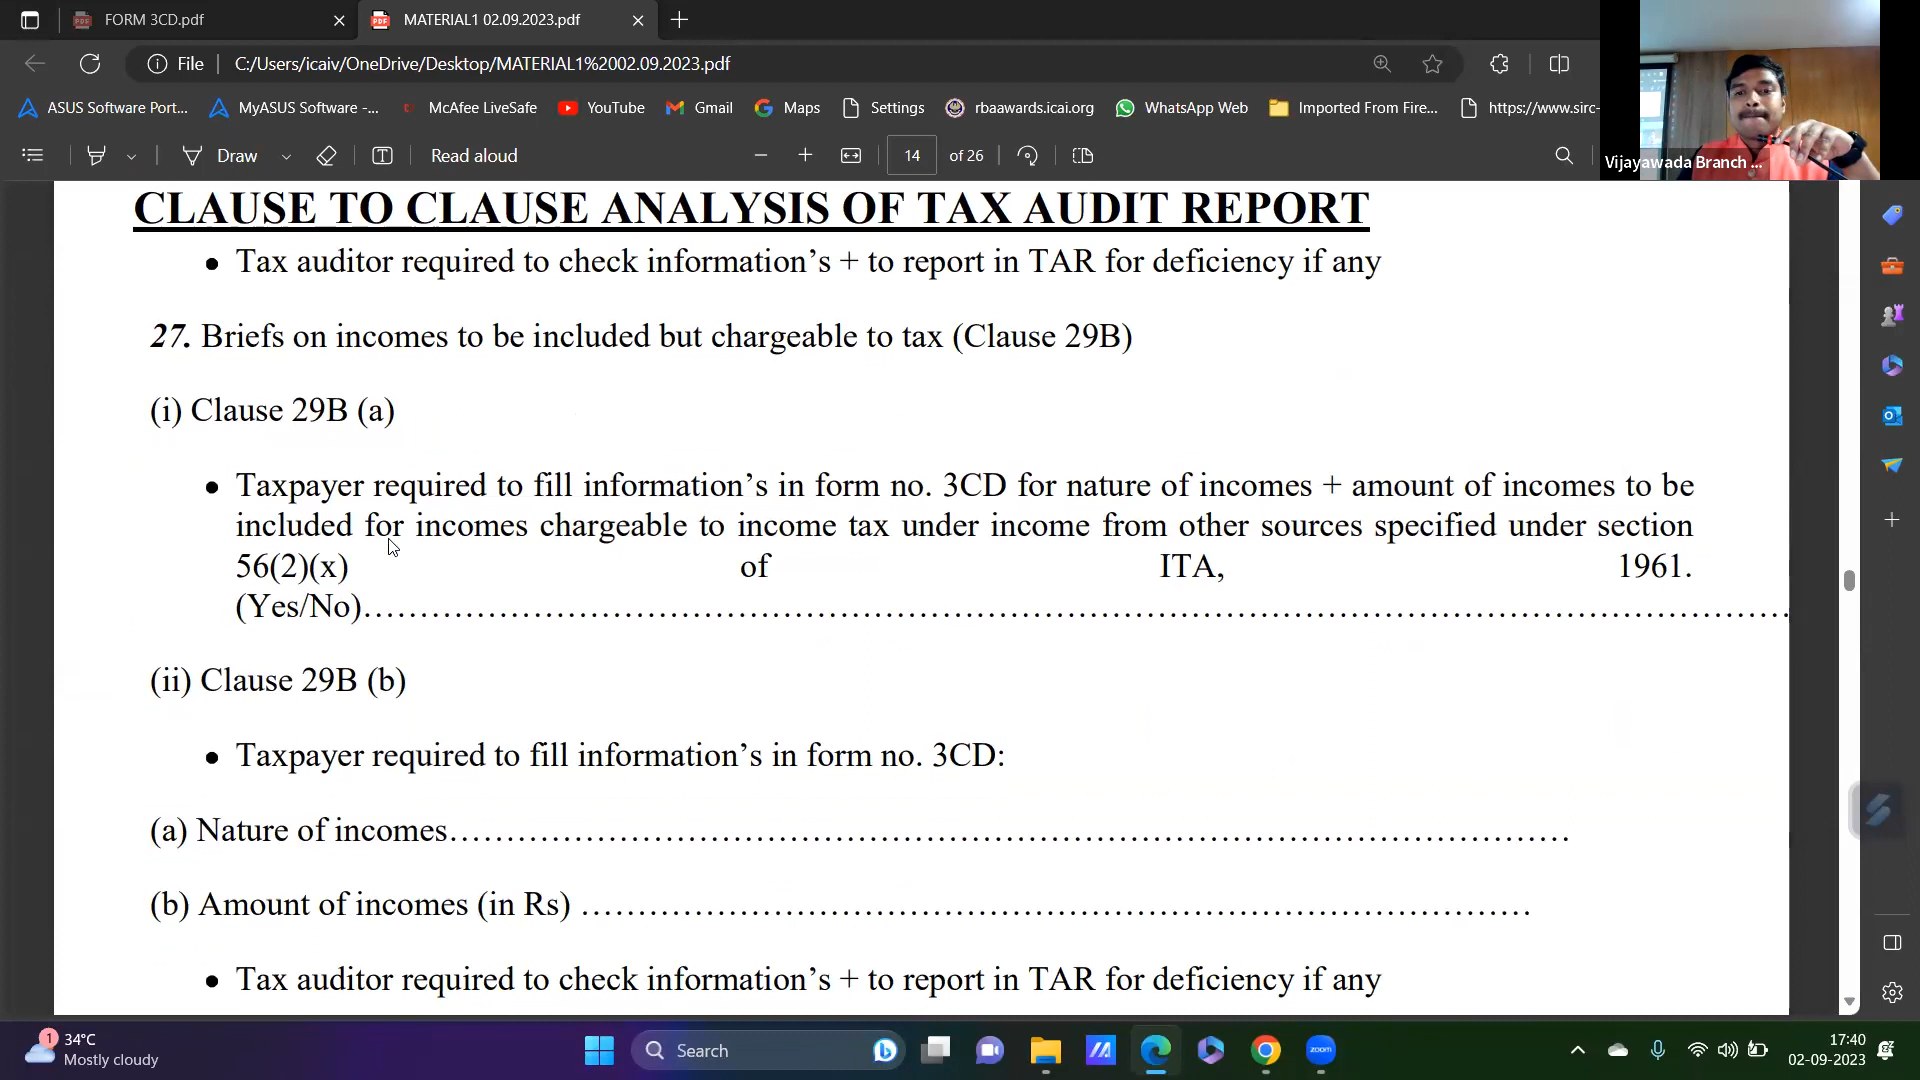 FORM 3CD.pdf
MATERIAL1 02.09.2023.pdf
File
C:/Users/icaiv/OneDrive/Desktop/MATERIAL1%2002.09.2023.pdf
ASUS Software Port...
MyASUS Software -...
McAfee LiveSafe
YouTube
Gmail
Maps
Settings
rbaawards.icai.org
WhatsApp Web
Imported From Fire...
https://www.sirc-
Draw
Read aloud
14 of 26
Vijayawada Branch ...
CLAUSE TO CLAUSE ANALYSIS OF TAX AUDIT REPORT
• Tax auditor required to check information's + to report in TAR for deficiency if any
27. Briefs on incomes to be included but chargeable to tax (Clause 29B)
(i) Clause 29B (a)
• Taxpayer required to fill information's in form no. 3CD for nature of incomes + amount of incomes to be
included for incomes chargeable to income tax under income from other sources specified under section
56(2)(x) of ITA, 1961.
(Yes/No)……………………………………………………………………………………
(ii) Clause 29B (b)
• Taxpayer required to fill information's in form no. 3CD:
(a) Nature of incomes……………………………………………………………………
(b) Amount of incomes (in Rs) …………………………………………………………
• Tax auditor required to check information's + to report in TAR for deficiency if any
1
34°C
Mostly cloudy
Search
zoom
17:40
02-09-2023